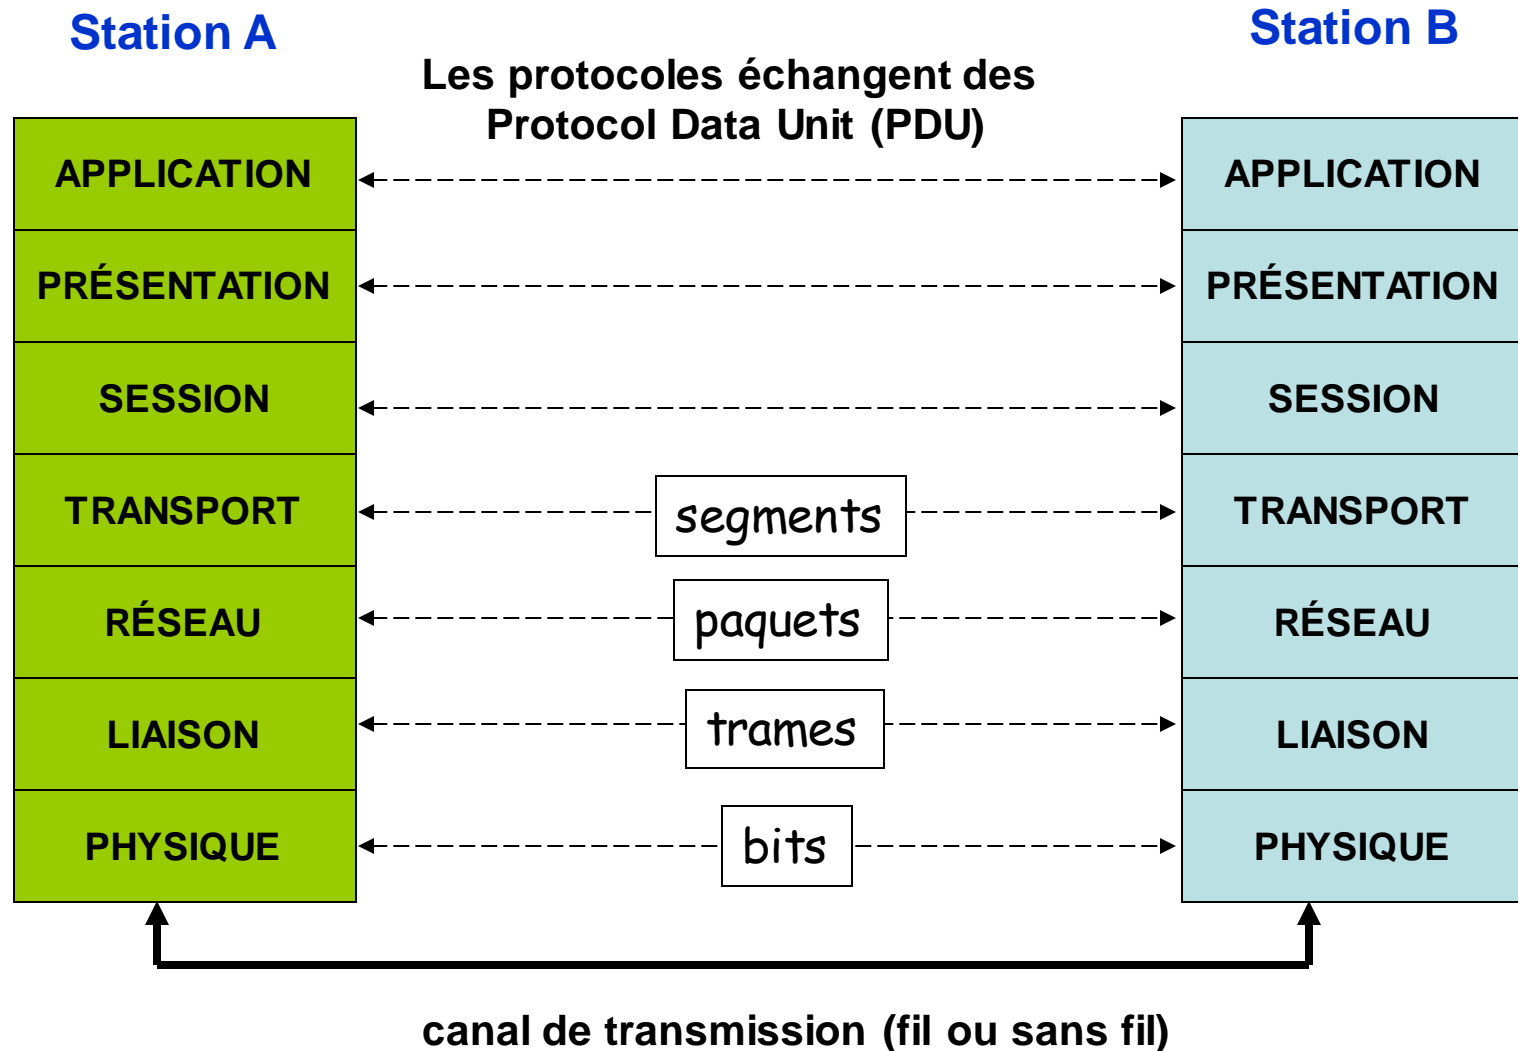 Station A
Station B
Les protocoles échangent des
Protocol Data Unit (PDU)
APPLICATION
APPLICATION
PRÉSENTATION
PRÉSENTATION
SESSION
SESSION
TRANSPORT
segments
TRANSPORT
RÉSEAU
paquets
RÉSEAU
LIAISON
trames
LIAISON
PHYSIQUE
bits
PHYSIQUE
canal de transmission (fil ou sans fil)